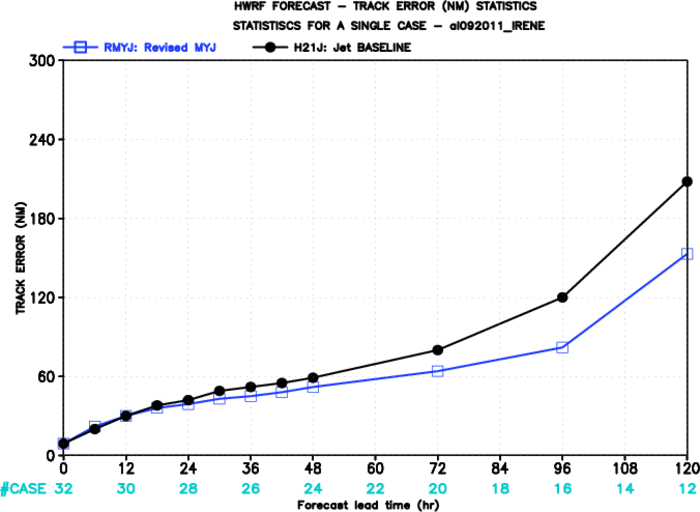 HWRF FORECAST – TRACK ERROR (NM) STATISTICS
STATISTISCS FOR A SINGLE CASE – al092011_IRENE
RMYJ: Revised MYJ H21J: Jet BASELINE
300
240
180
120
60
0
TRACK ERROR (NM)
0 12 24 36 48 60 72 84 96 108 120
#CASE 32 30 28 26 24 22 20 18 16 14 12
Forecast lead time (hr)